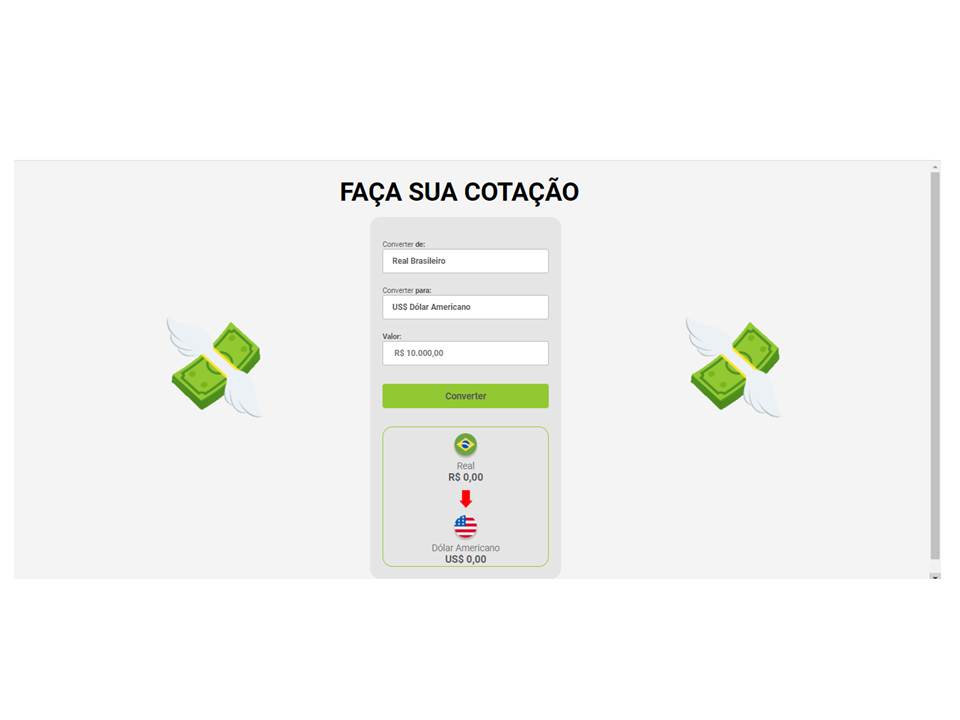 FAÇA SUA COTAÇÃO
Converter de:
Real Brasileiro
Converter para:
US$ Dólar Americano
Valor:
R$ 10.000,00
Converter
Real
R$ 0,00
Dólar Americano
US$ 0,00